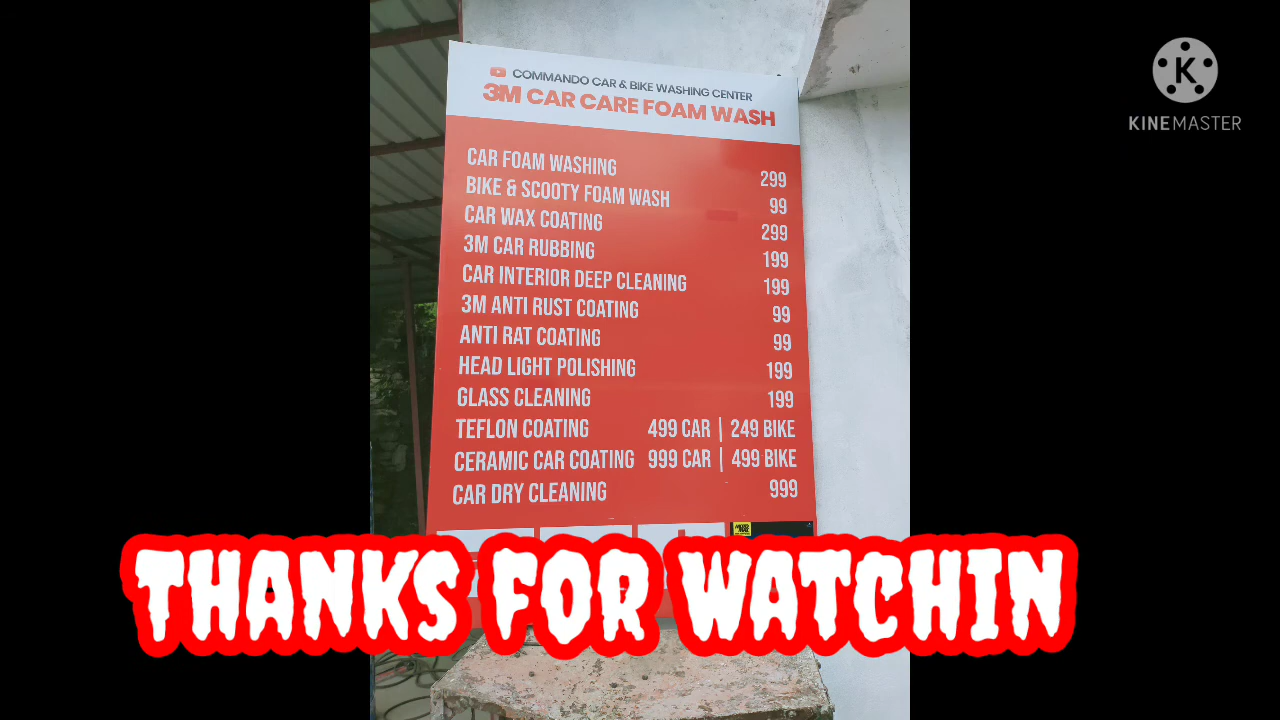 COMMANDO CAR & BIKE WASHING CENTER
3M CAR CARE FOAM WASH
CAR FOAM WASHING 299
BIKE & SCOOTY FOAM WASH 99
CAR WAX COATING 299
3M CAR RUBBING 199
CAR INTERIOR DEEP CLEANING 199
3M ANTI RUST COATING 99
ANTI RAT COATING 99
HEAD LIGHT POLISHING 199
GLASS CLEANING 199
TEFLON COATING 499 CAR | 249 BIKE
CERAMIC CAR COATING 999 CAR | 499 BIKE
CAR DRY CLEANING 999
THANKS FOR WATCHIN
K
KINEMASTER